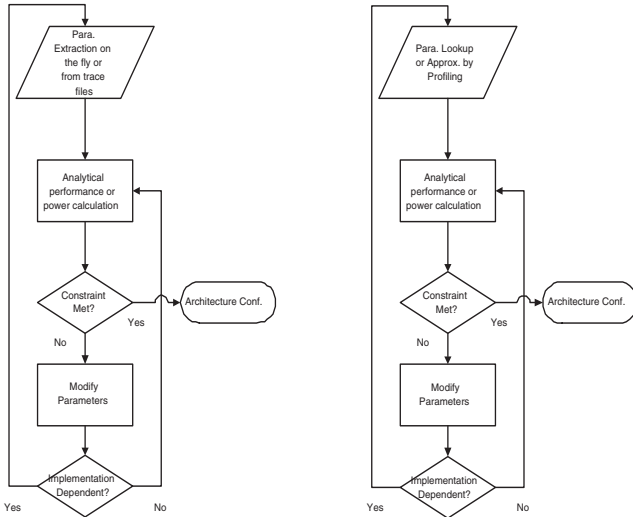 Para.
Extraction on
the fly or
from trace
files
Analytical
performance or
power calculation
Constraint
Met?
Yes
Architecture Conf.
No
Modify
Parameters
Implementation
Dependent?
Yes
No
Para. Lookup
or Approx. by
Profiling
Analytical
performance or
power calculation
Constraint
Met?
Yes
Architecture Conf.
No
Modify
Parameters
Implementation
Dependent?
Yes
No